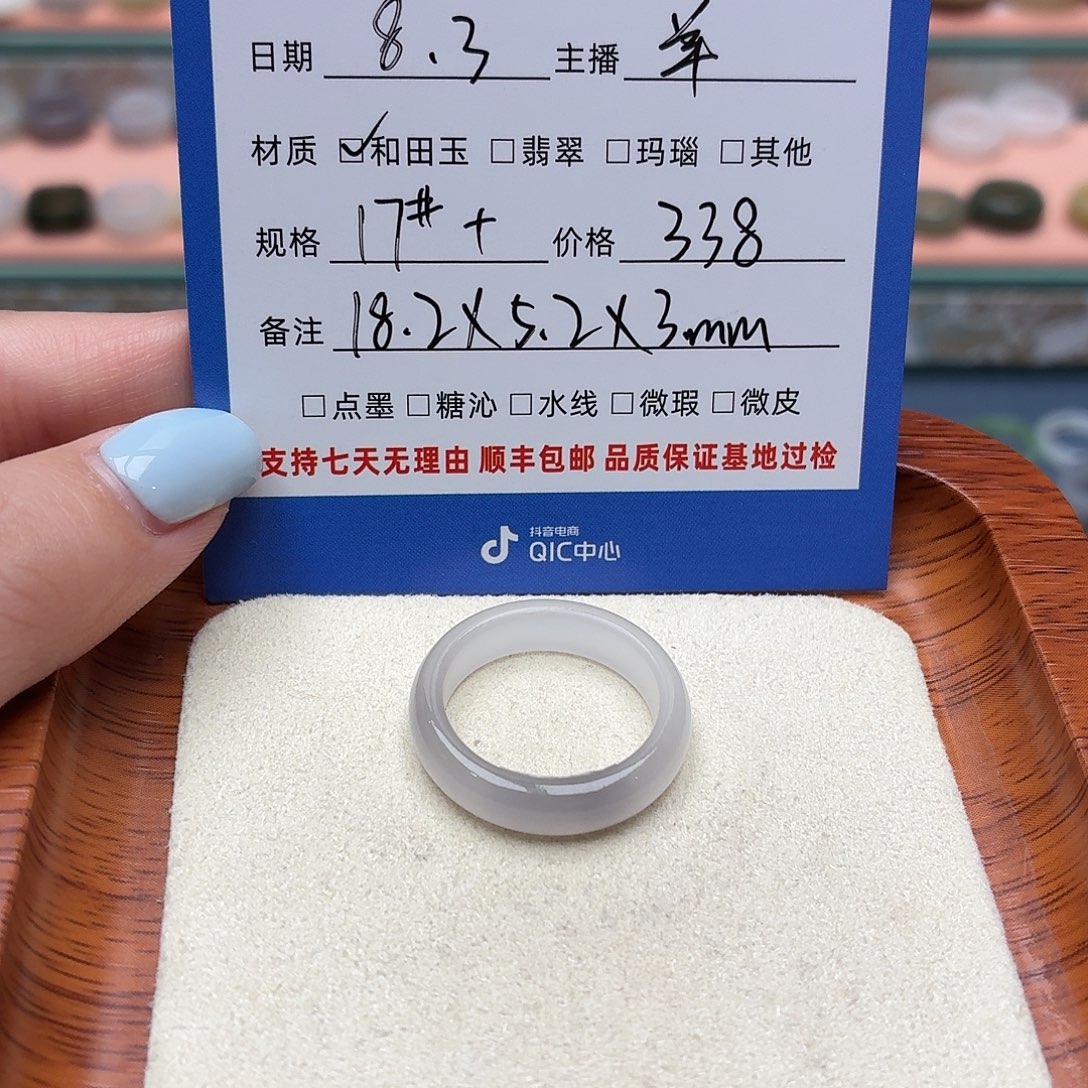 日期 8.3 主播 羊
材质 ☑和田玉 □翡翠 □玛瑙 □其他
规格 17#+ 价格 338
备注 18.2X5.2X3.mm
□点墨 □糖沁 □水线 □微瑕 □微皮
支持七天无理由 顺丰包邮 品质保证基地过检
抖音电商
QIC中心